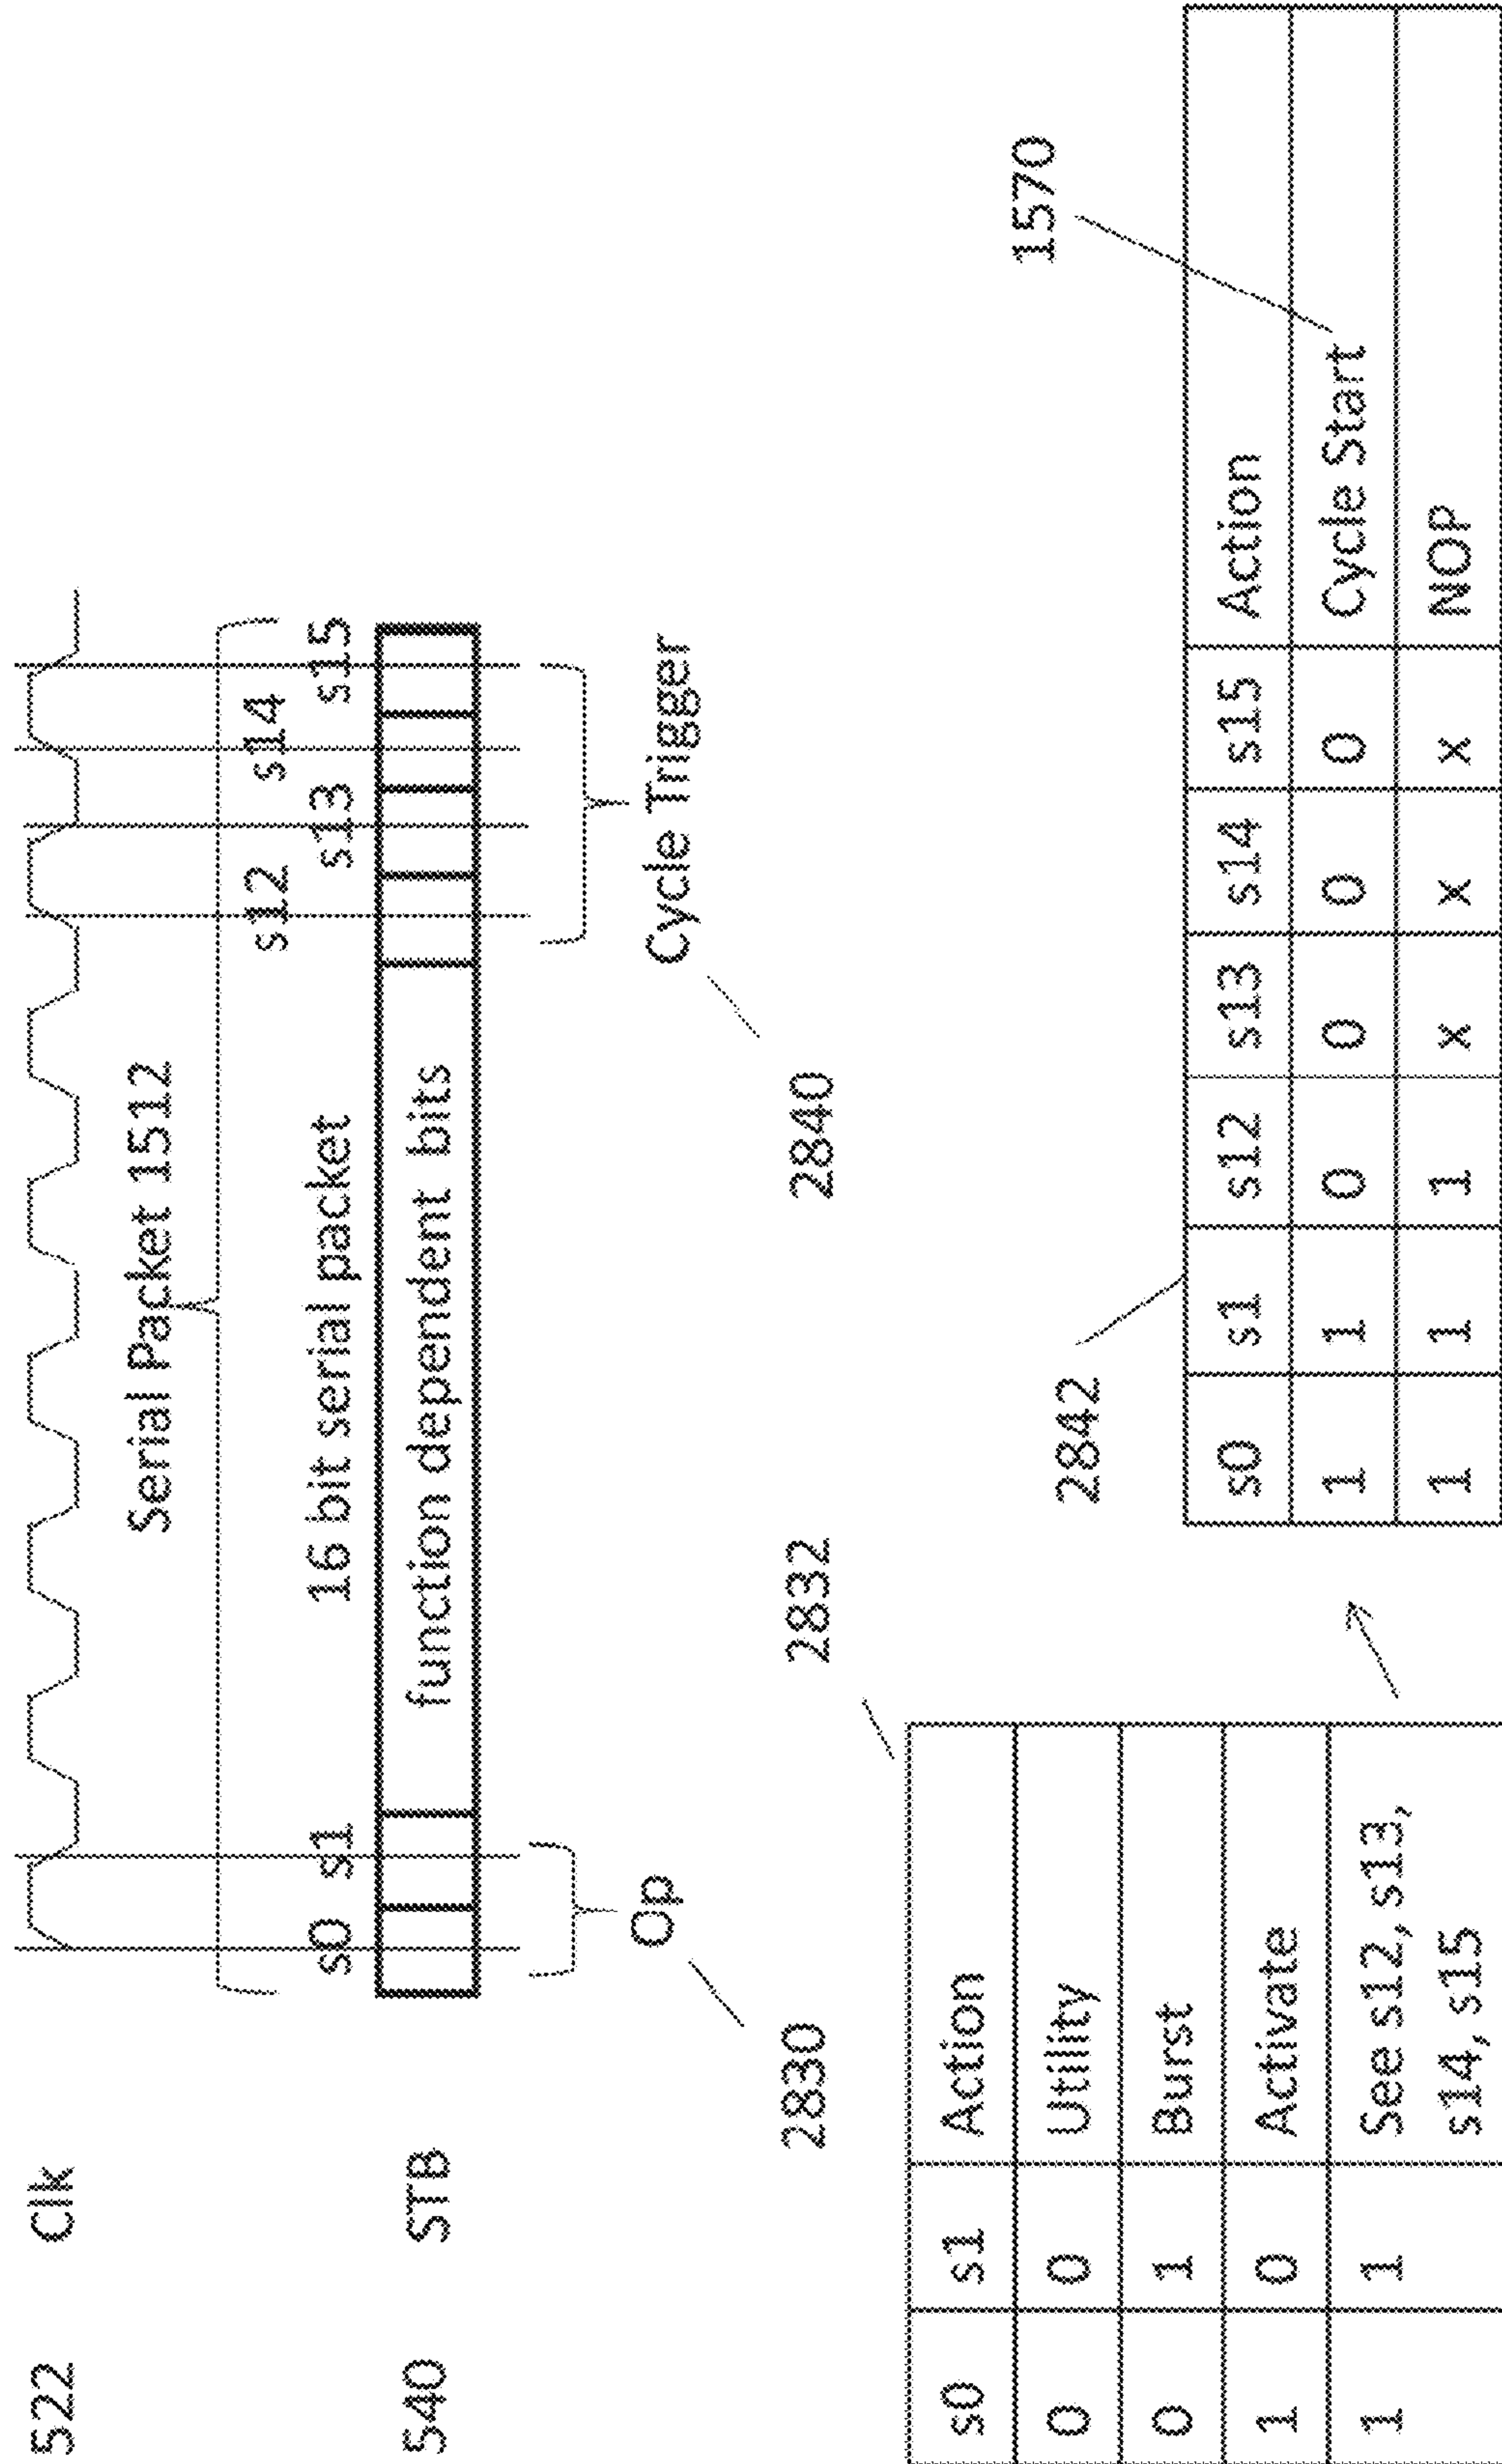 522 Clk
Serial Packet 1512
s12 s14
16 bit serial packet
s0 s1 s13 s15
540 STB
function dependent bits
Op
Cycle Trigger
2830
2832
2840
s0 s1 Action
0 0 Utility
0 1 Burst
1 0 Activate
1 1 See s12, s13,
s14, s15
2842
1570
s0 s1 s12 s13 s14 s15 Action
1 1 0 0 0 0 Cycle Start
1 1 1 x x x NOP